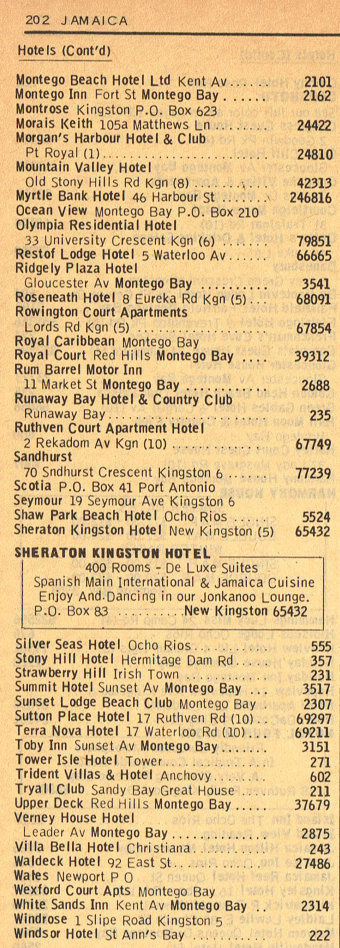 202 JAMAICA
Hotels (Cont'd)
Montego Beach Hotel Ltd Kent Av.....2101
Montego Inn Fort St Montego Bay......2162
Montrose Kingston P.O. Box 623
Morais Keith 105a Matthews Ln........24422
Morgan's Harbour Hotel & Club
Pt Royal (1)........................24810
Mountain Valley Hotel
Old Stony Hills Rd Kgn (8)..........42313
Myrtle Bank Hotel 46 Harbour St.....246816
Ocean View Montego Bay P.O. Box 210
Olympia Residential Hotel
33 University Crescent Kgn (6)......79851
Restof Lodge Hotel 5 Waterloo Av......66665
Ridgely Plaza Hotel
Gloucester Av Montego Bay..........3541
Roseneath Hotel 8 Eureka Rd Kgn (5)...68091
Rowington Court Apartments
Lords Rd Kgn (5)....................67854
Royal Caribbean Montego Bay
Royal Court Red Hills Montego Bay....39312
Rum Barrel Motor Inn
11 Market St Montego Bay...........2688
Runaway Bay Hotel & Country Club
Runaway Bay........................235
Ruthven Court Apartment Hotel
2 Rekadom Av Kgn (10)..............67749
Sandhurst
70 Sndhurst Crescent Kingston 6......77239
Scotia P.O. Box 41 Port Antonio
Seymour 19 Seymour Ave Kingston 6
Shaw Park Beach Hotel Ocho Rios.....5524
Sheraton Kingston Hotel New Kingston (5) 65432
SHERATON KINGSTON HOTEL
400 Rooms - De Luxe Suites
Spanish Main International & Jamaica Cuisine
Enjoy And Dancing in our Jonkanoo Lounge.
P.O. Box 83..........New Kingston 65432
Silver Seas Hotel Ocho Rios............555
Stony Hill Hotel Hermitage Dam Rd.....357
Strawberry Hill Irish Town.............231
Summit Hotel Sunset Av Montego Bay...3517
Sunset Lodge Beach Club Montego Bay 2307
Sutton Place Hotel 17 Ruthven Rd (10)..69297
Terra Nova Hotel 17 Waterloo Rd (10)..69211
Toby Inn Sunset Av Montego Bay.......3151
Tower Isle Hotel Tower................271
Trident Villas & Hotel Anchovy........602
Tryall Club Sandy Bay Great House.....211
Upper Deck Red Hills Montego Bay....37679
Verney House Hotel
Leader Av Montego Bay.............2875
Villa Bella Hotel Christiana...........243
Waldeck Hotel 92 East St.............27486
Wales Newport P O
Wexford Court Apts Montego Bay
White Sands Inn Kent Av Montego Bay..2314
Windrose 1 Slipe Road Kingston 5
Windsor Hotel St Ann's Bay...........222